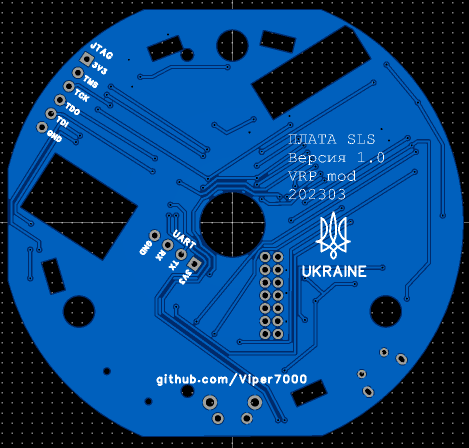 JTAG
3V3
TMS
TCK
TDO
TDI
GND
ПЛАТА SLS
Версия 1.0
VRP mod
202303
UART
GND
RX
TX
3V3
UKRAINE
github.com/Viper7000